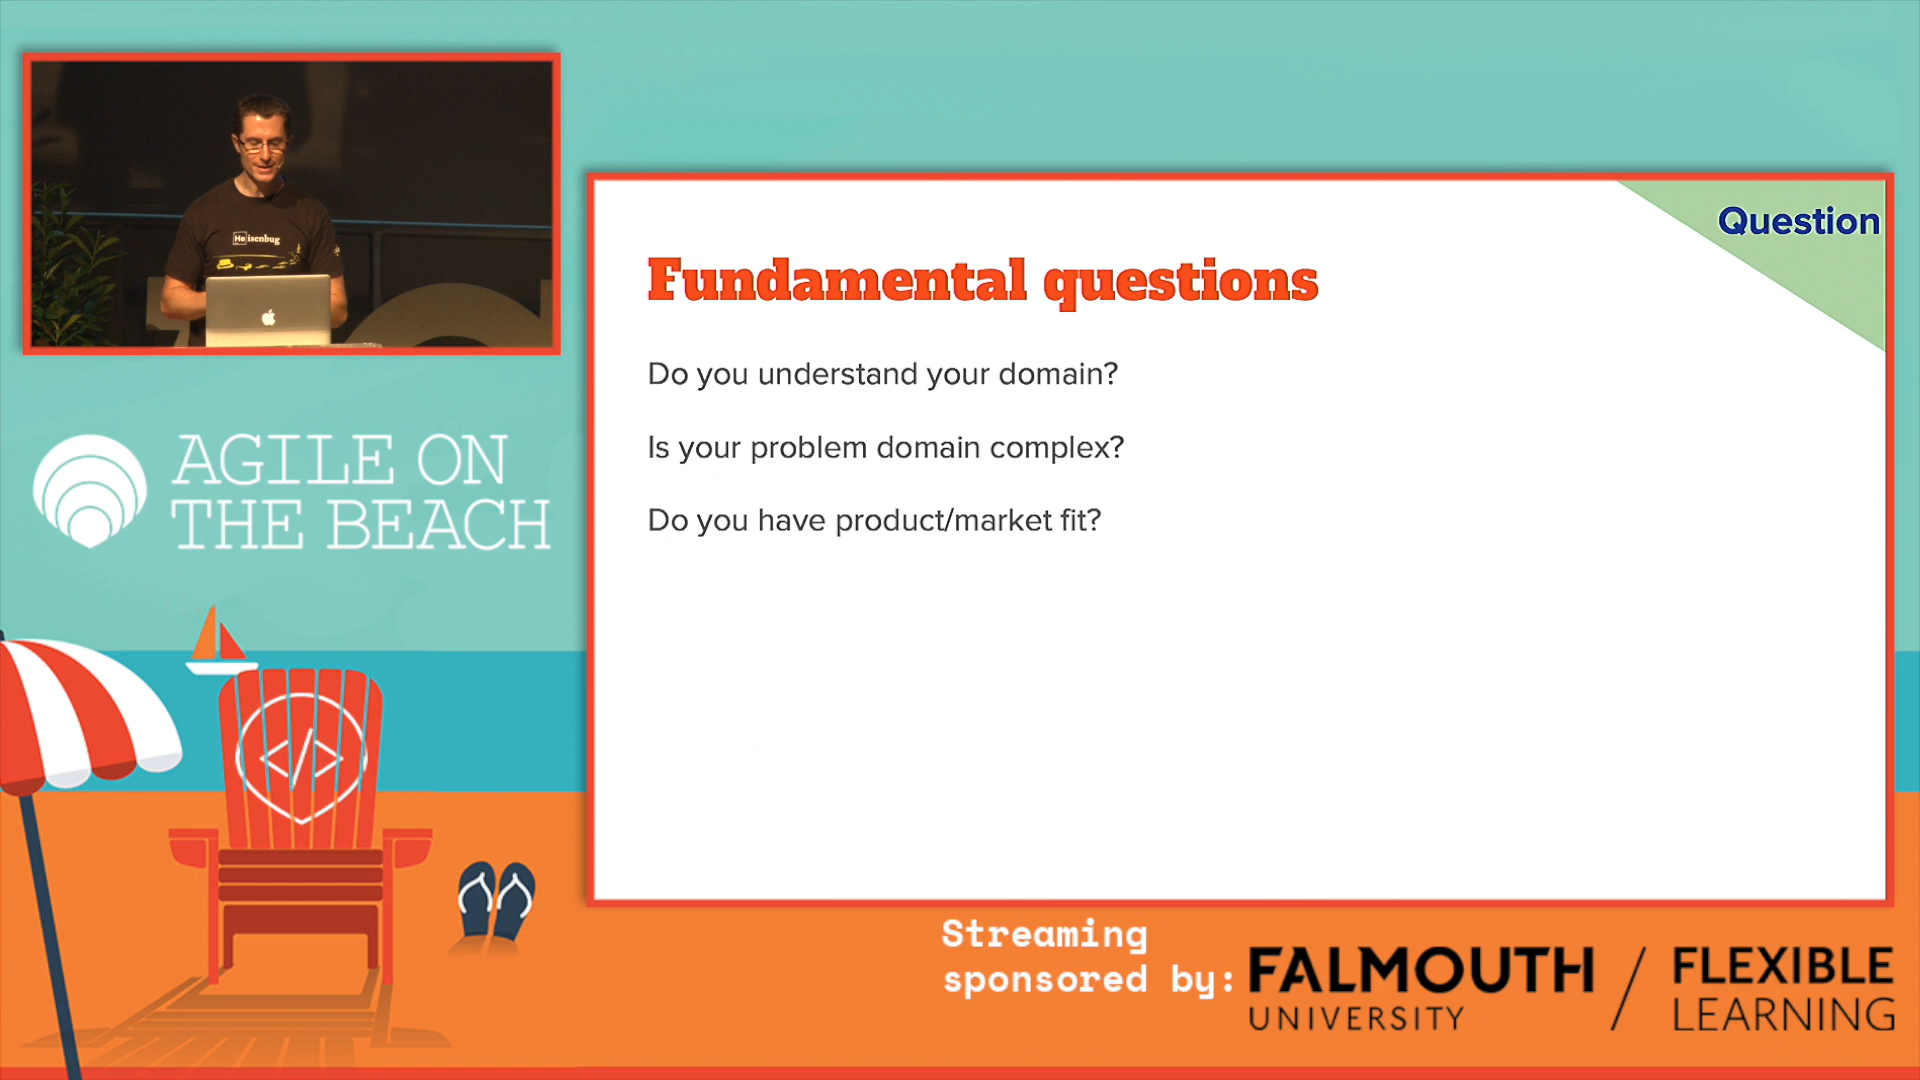 Heisenbug
AGILE ON
THE BEACH
</>
Question
Fundamental questions
Do you understand your domain?
Is your problem domain complex?
Do you have product/market fit?
Streaming
sponsored by:
FALMOUTH
UNIVERSITY
/
FLEXIBLE
LEARNING